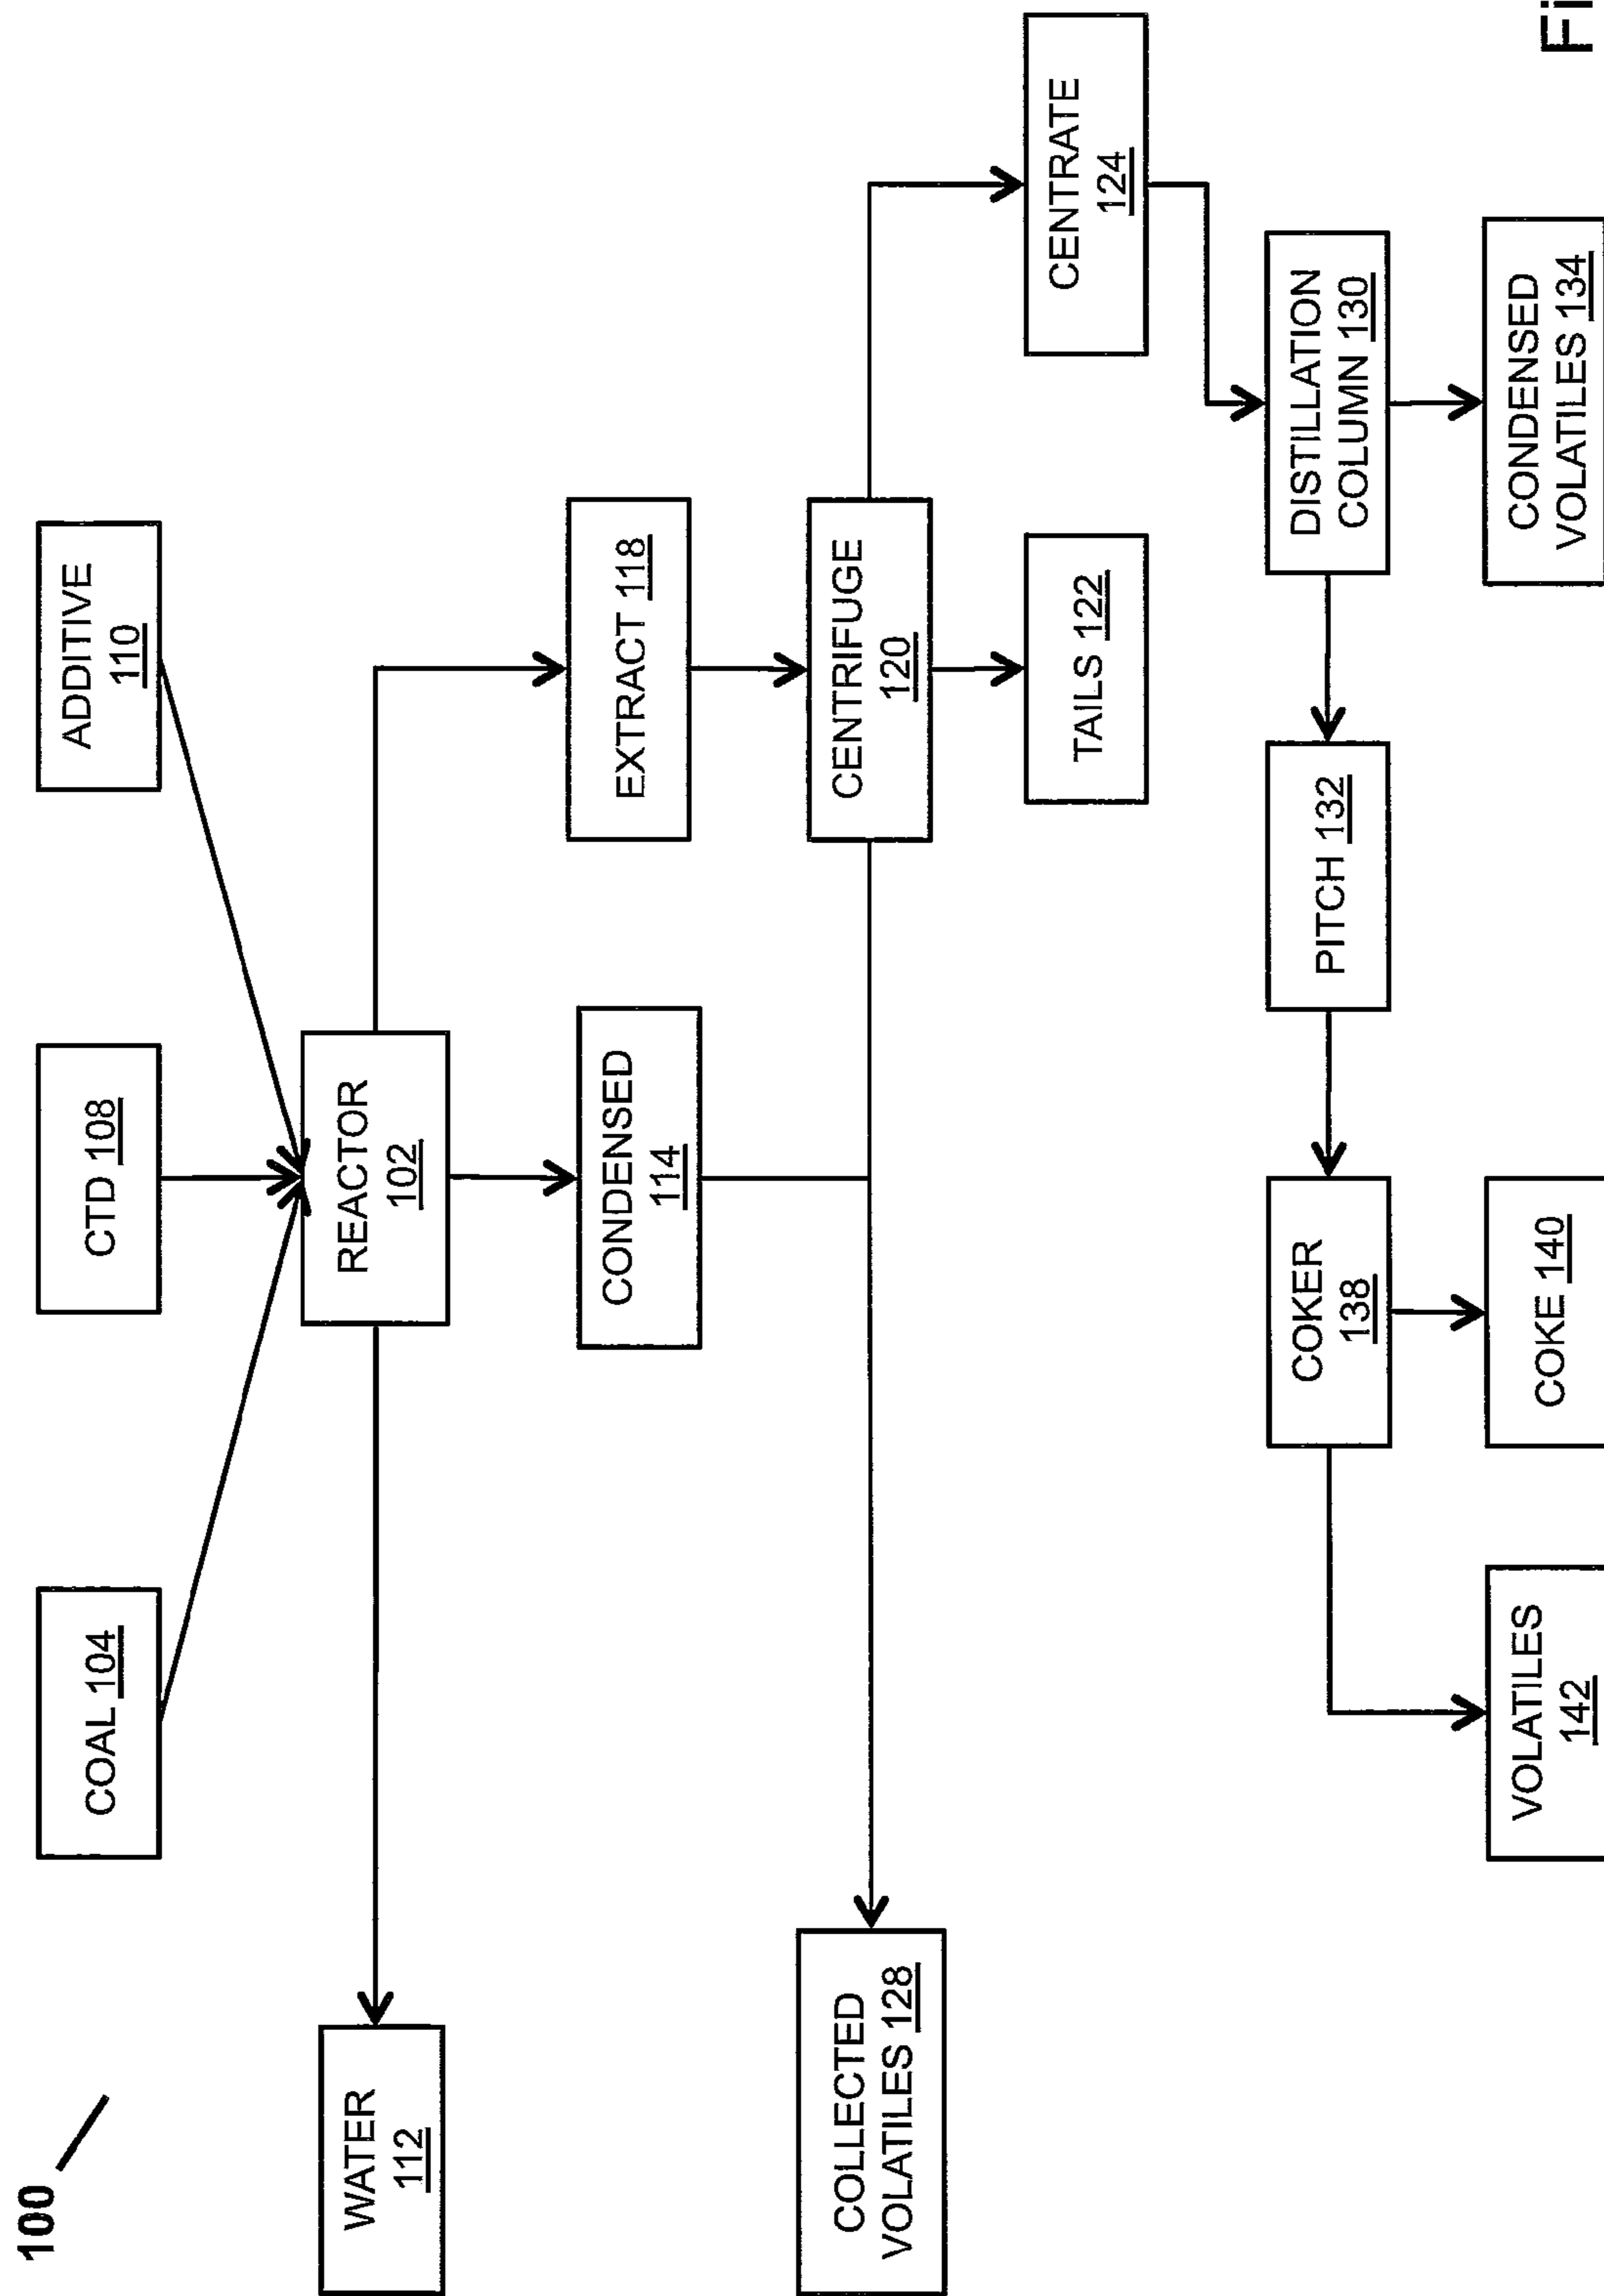 100
COAL 104
CTD 108
ADDITIVE
110
WATER
112
REACTOR
102
CONDENSED
114
EXTRACT 118
COLLECTED
VOLATILES 128
CENTRIFUGE
120
TAILS 122
CENTRATE
124
COKER
138
PITCH 132
DISTILLATION
COLUMN 130
VOLATILES
142
COKE 140
CONDENSED
VOLATILES 134
Fi